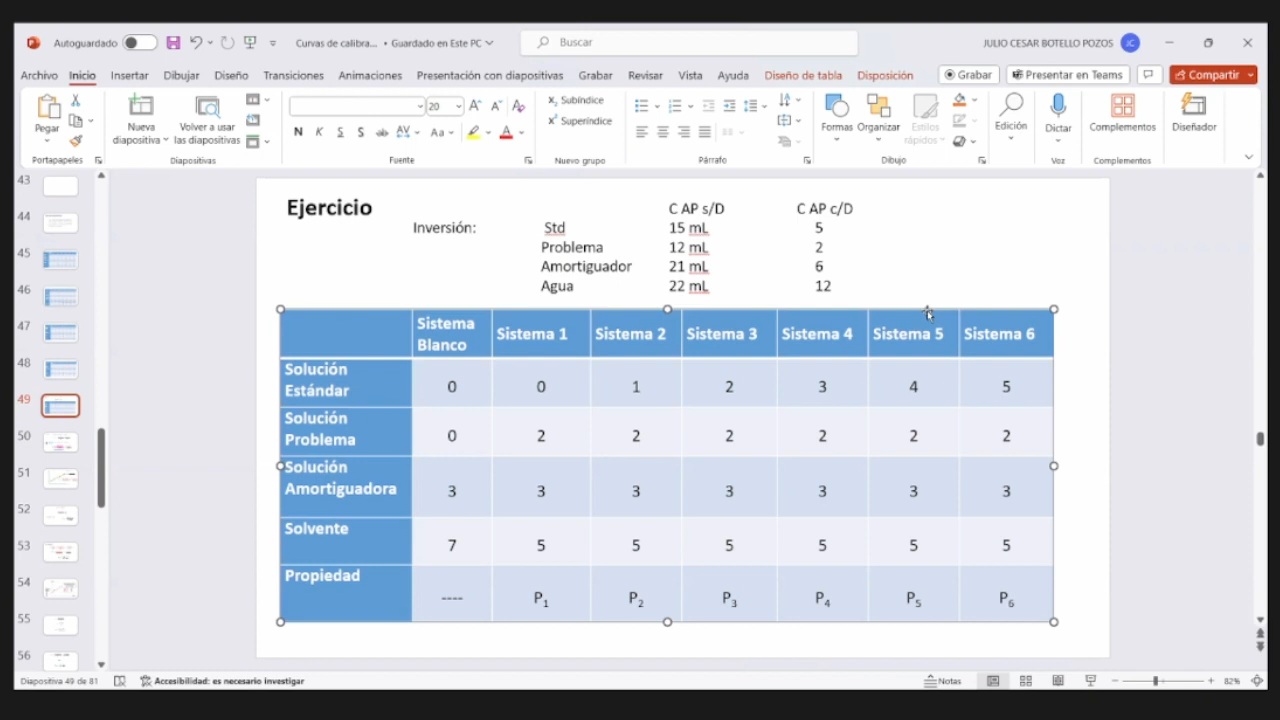 Autoguardado
Curvas de calibra... • Guardado en Este PC
Buscar
JULIO CESAR BOTELLO POZOS
JC
Archivo Inicio Insertar Dibujar Diseño Transiciones Animaciones Presentación con diapositivas Grabar Revisar Vista Ayuda Diseño de tabla Disposición
Grabar
Presentar en Teams
Compartir
Pegar
Portapapeles
Nueva diapositiva
Volver a usar las diapositivas
Diapositivas
20
N K S S ab AV Aa A
Fuente
Subíndice
Superíndice
Nuevo grupo
Párrafo
Formas
Organizar
Estilos rápidos
Dibujo
Edición
Dictar
Voz
Complementos
Complementos
Diseñador
43
44
45
46
47
48
49
50
51
52
53
54
55
56
Ejercicio
C AP s/D C AP c/D
Inversión: Std 15 mL 5
Problema 12 mL 2
Amortiguador 21 mL 6
Agua 22 mL 12
Sistema Blanco Sistema 1 Sistema 2 Sistema 3 Sistema 4 Sistema 5 Sistema 6
Solución Estándar 0 0 1 2 3 4 5
Solución Problema 0 2 2 2 2 2 2
Solución Amortiguadora 3 3 3 3 3 3 3
Solvente 7 5 5 5 5 5 5
Propiedad ---- P1 P2 P3 P4 P5 P6
Diapositiva 49 de 81
Accesibilidad: es necesario investigar
Notas
82%